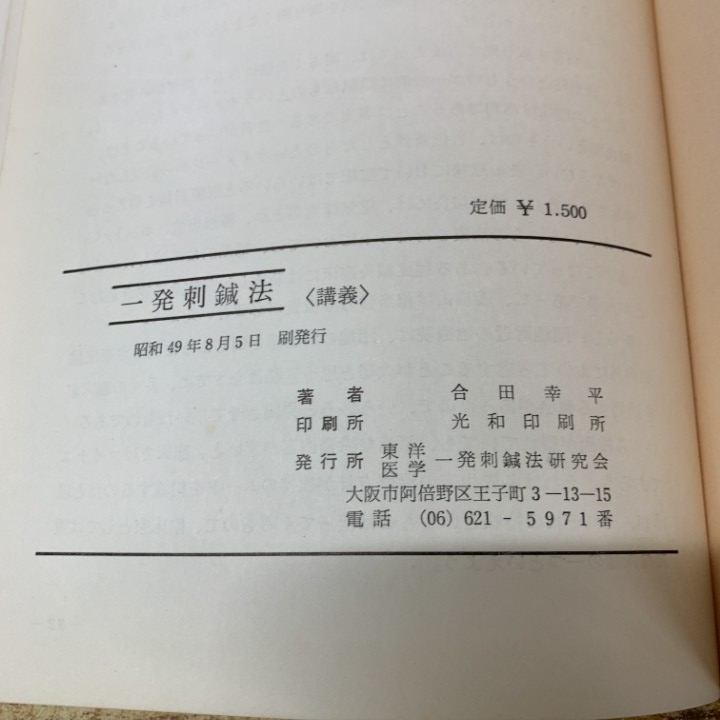 定価 ¥ 1.500
一発刺鍼法 〈講義〉
昭和49年8月5日 刷発行
著者 合田幸平
印刷所 光和印刷所
発行所 東洋医学 一発刺鍼法研究会
大阪市阿倍野区王子町3―13―15
電話 (06) 621-5971番